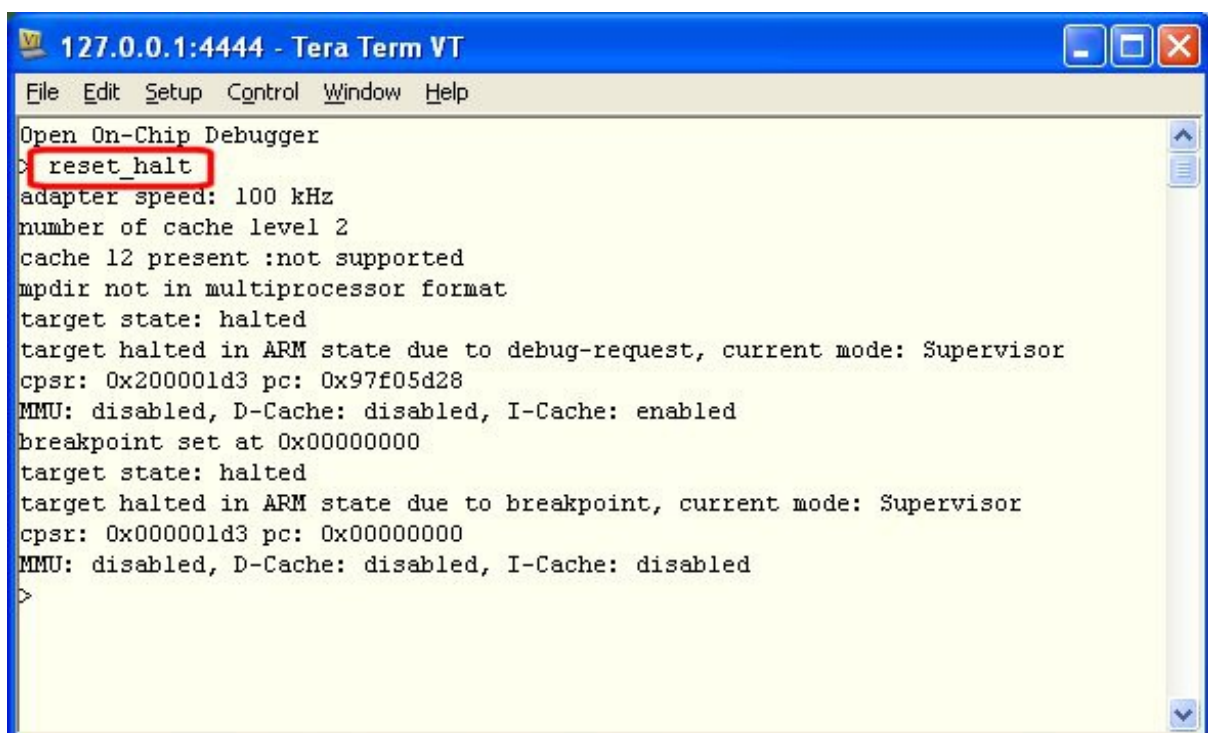 127.0.0.1:4444 - Tera Term VT
File Edit Setup Control Window Help
Open On-Chip Debugger
> reset_halt
adapter speed: 100 kHz
number of cache level 2
cache l2 present :not supported
mpdir not in multiprocessor format
target state: halted
target halted in ARM state due to debug-request, current mode: Supervisor
cpsr: 0x200001d3 pc: 0x97f05d28
MMU: disabled, D-Cache: disabled, I-Cache: enabled
breakpoint set at 0x00000000
target state: halted
target halted in ARM state due to breakpoint, current mode: Supervisor
cpsr: 0x000001d3 pc: 0x00000000
MMU: disabled, D-Cache: disabled, I-Cache: disabled
>